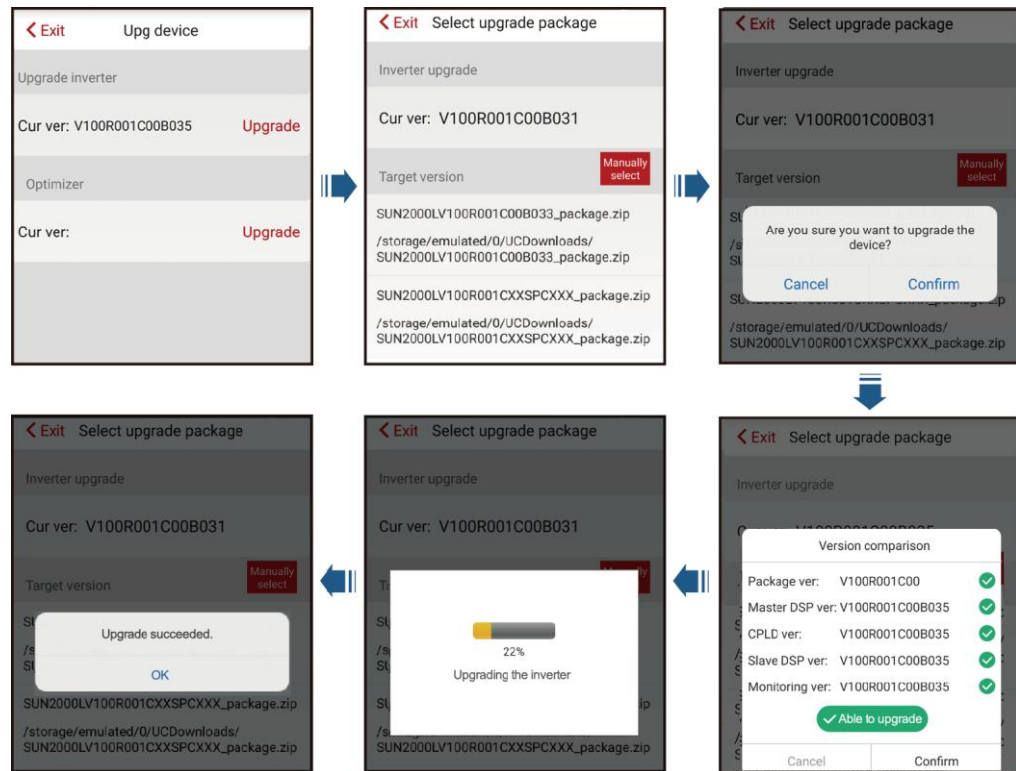 Exit Upg device
Upgrade inverter
Cur ver: V100R001C00B035 Upgrade
Optimizer
Cur ver: Upgrade
Exit Select upgrade package
Inverter upgrade
Cur ver: V100R001C00B031
Target version
Manually
select
SUN2000LV100R001C00B033_package.zip
/storage/emulated/0/UCDownloads/
SUN2000LV100R001C00B033_package.zip
SUN2000LV100R001CXXSPCXXX_package.zip
/storage/emulated/0/UCDownloads/
SUN2000LV100R001CXXSPCXXX_package.zip
Exit Select upgrade package
Inverter upgrade
Cur ver: V100R001C00B031
Target version
Manually
select
Are you sure you want to upgrade the
device?
Cancel Confirm
/storage/emulated/0/UCDownloads/
SUN2000LV100R001CXXSPCXXX_package.zip
Exit Select upgrade package
Inverter upgrade
Version comparison
Package ver: V100R001C00
Master DSP ver: V100R001C00B035
CPLD ver: V100R001C00B035
Slave DSP ver: V100R001C00B035
Monitoring ver: V100R001C00B035
Able to upgrade
Cancel Confirm
Exit Select upgrade package
Inverter upgrade
Cur ver: V100R001C00B031
22%
Upgrading the inverter
SUN2000LV100R001CXXSPCXXX_package.zip
Exit Select upgrade package
Inverter upgrade
Cur ver: V100R001C00B031
Target version
Manually
select
Upgrade succeeded.
OK
SUN2000LV100R001CXXSPCXXX_package.zip
/storage/emulated/0/UCDownloads/
SUN2000LV100R001CXXSPCXXX_package.zip